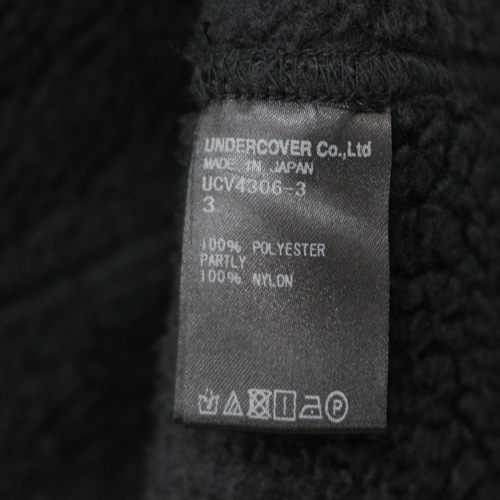 UNDERCOVER Co.,Ltd
MADE IN JAPAN
UCV4306-3
3
100% POLYESTER
PARTLY
100% NYLON
P